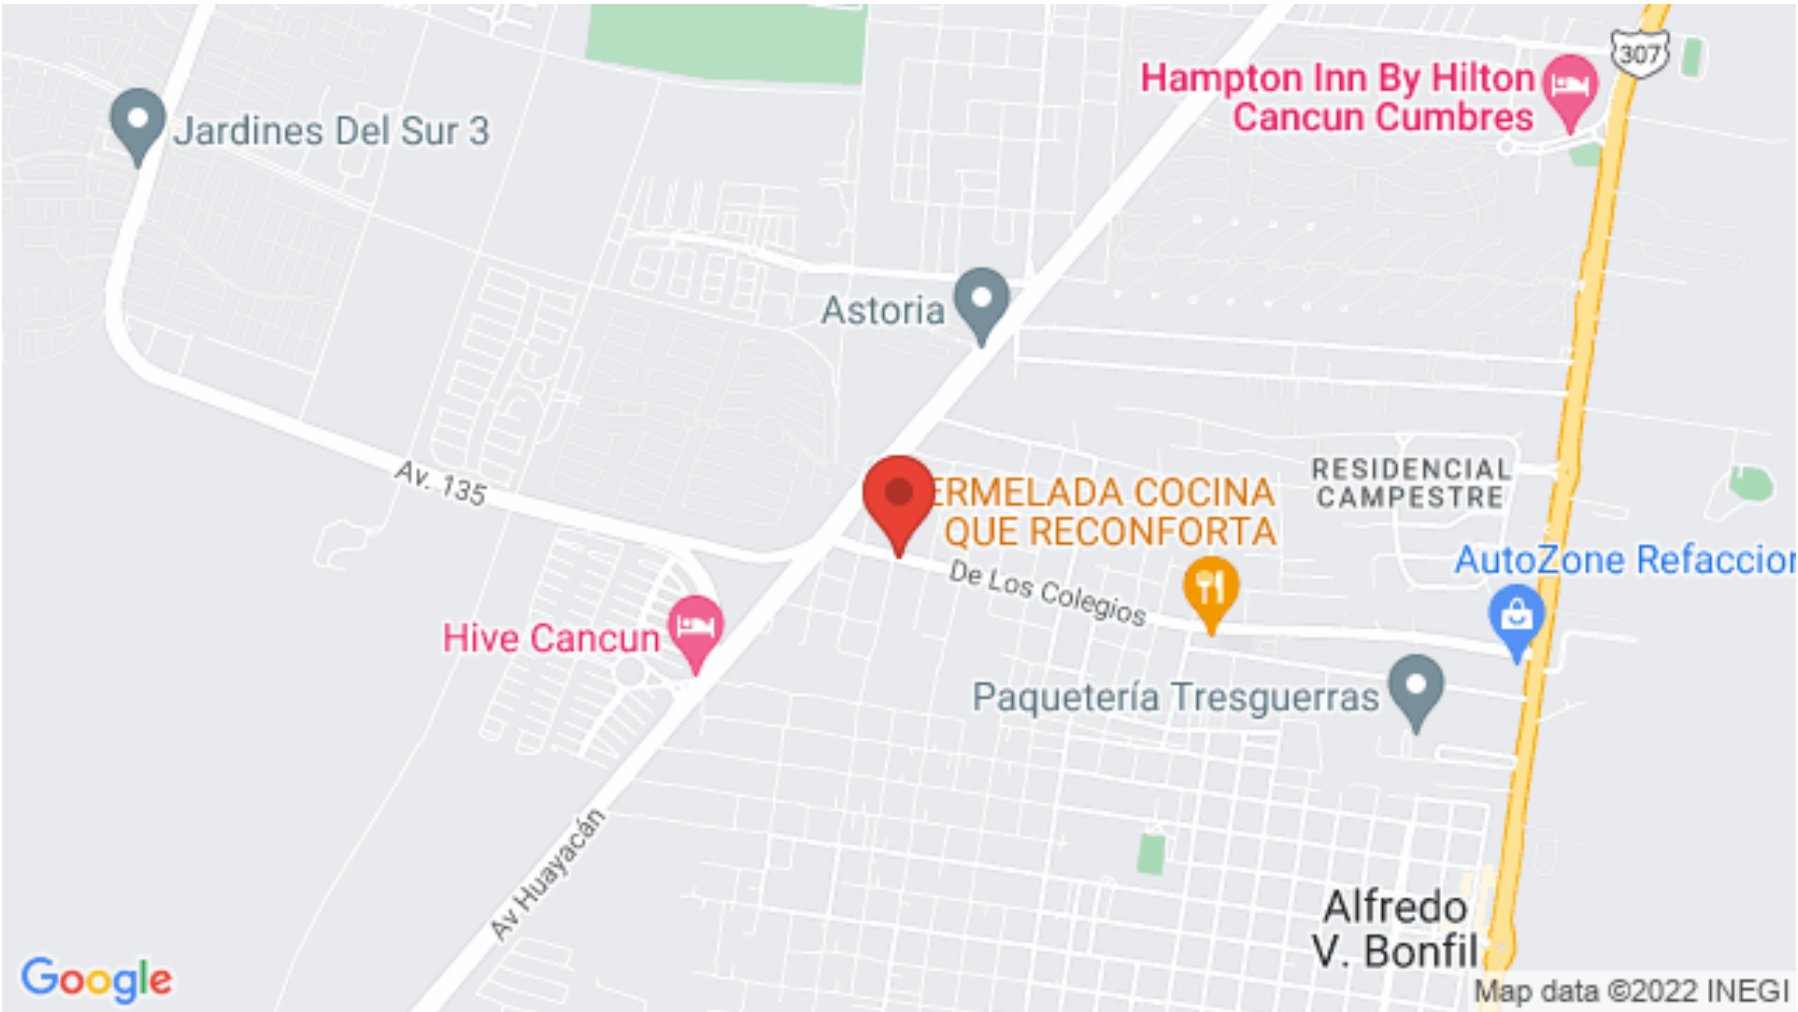 307
Hampton Inn By Hilton
Cancun Cumbres
Jardines Del Sur 3
Astoria
Av. 135
ERMELADA COCINA
QUE RECONFORTA
RESIDENCIAL
CAMPESTRE
AutoZone Refaccion
De Los Colegios
Hive Cancun
Paquetería Tresguerras
Av Huayacán
Alfredo
V. Bonfil
Google
Map data ©2022 INEGI